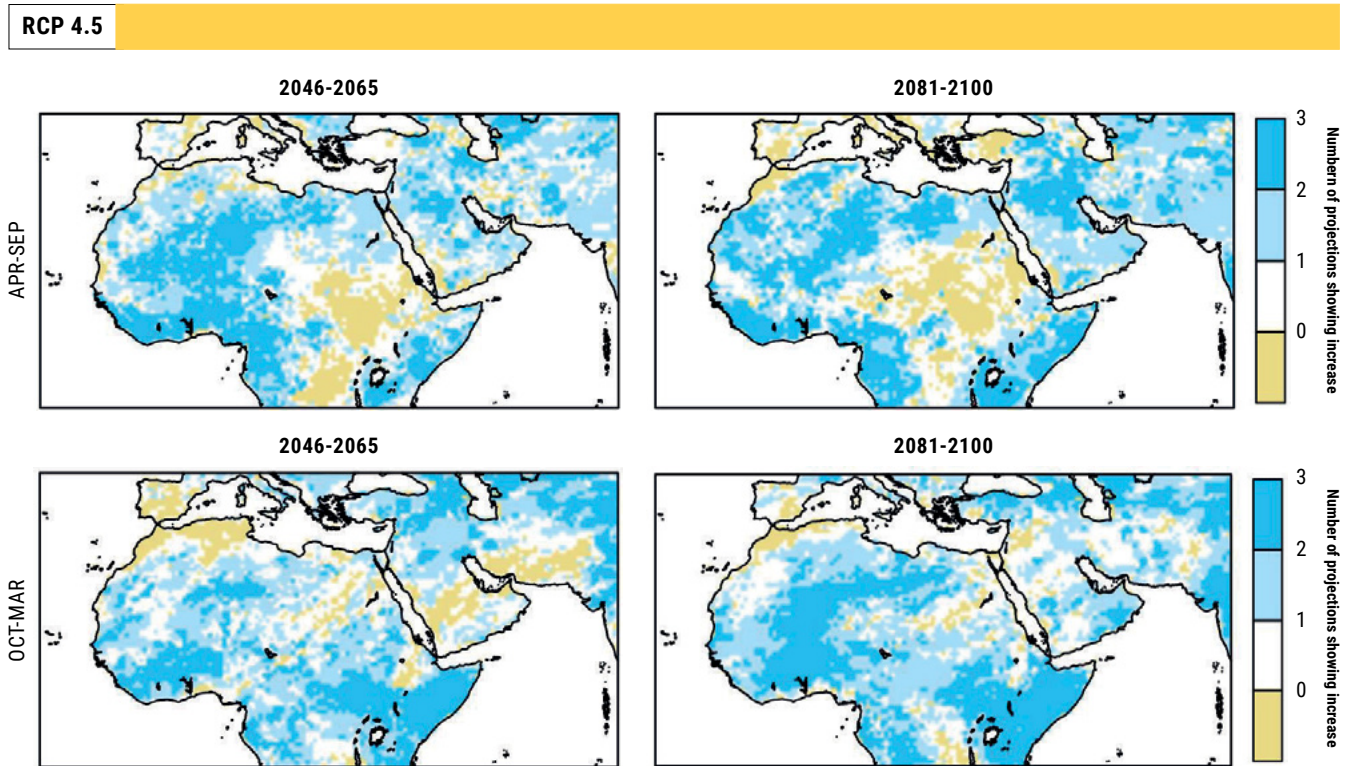 RCP 4.5
2046-2065
2081-2100
APR-SEP
3
2
1
0
Numbern of projections showing increase
2046-2065
2081-2100
OCT-MAR
3
2
1
0
Number of projections showing increase